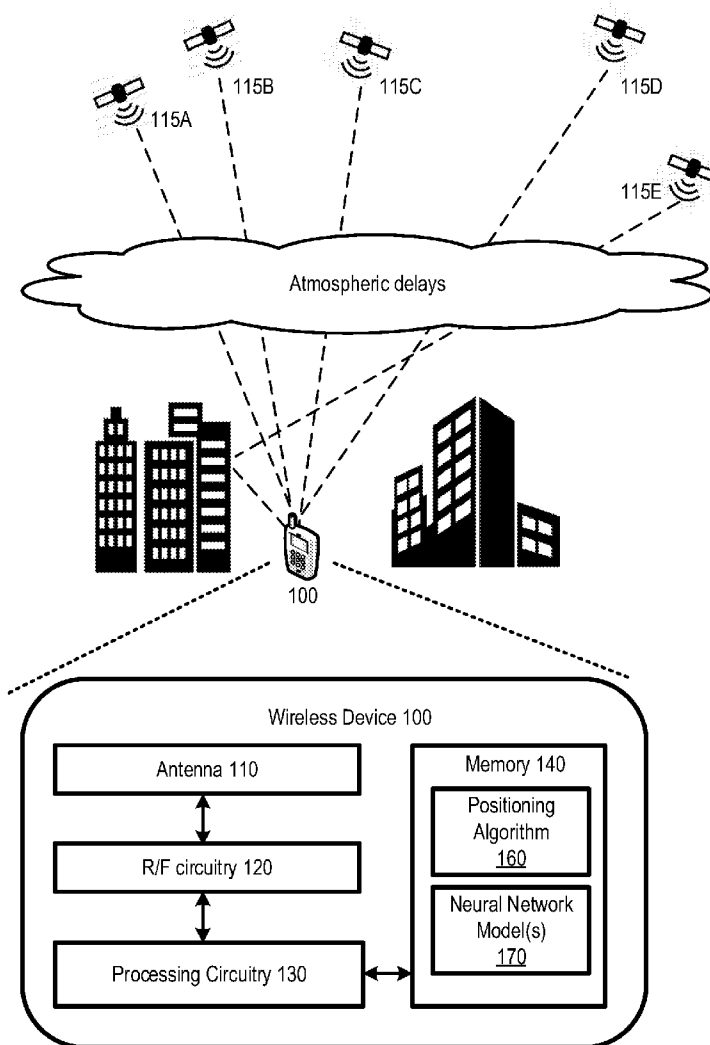 115B
115C
115D
115A
115E
Atmospheric delays
100
Wireless Device 100
Antenna 110
Memory 140
Positioning
Algorithm
160
R/F circuitry 120
Neural Network
Model(s)
170
Processing Circuitry 130